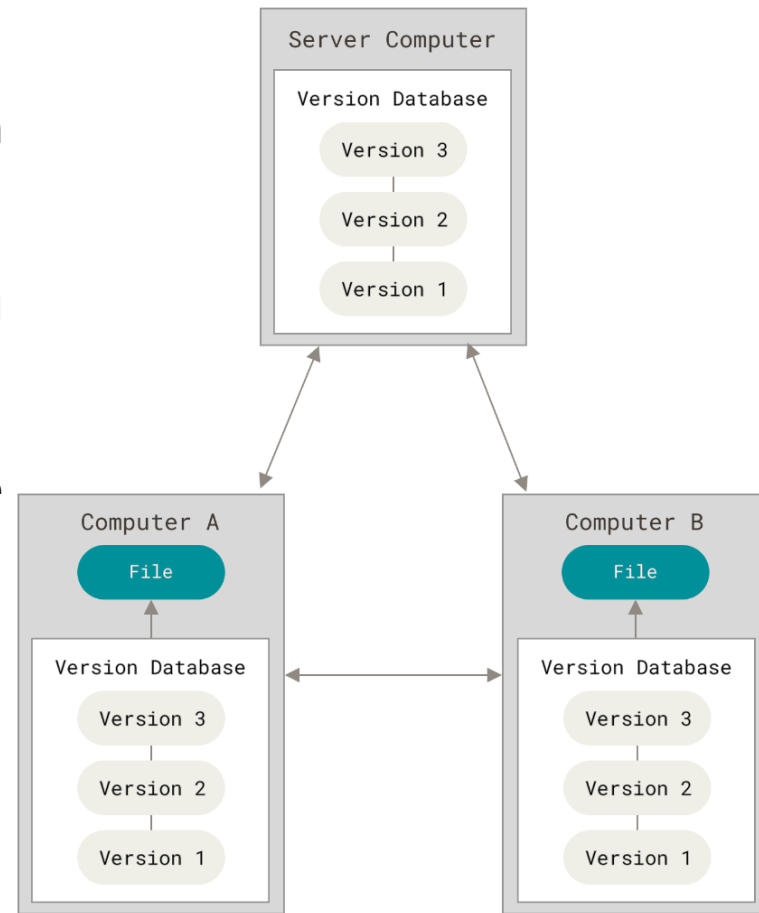 Server Computer
Version Database
Version 3
Version 2
Version 1
Computer A
File
Version Database
Version 3
Version 2
Version 1
Computer B
File
Version Database
Version 3
Version 2
Version 1